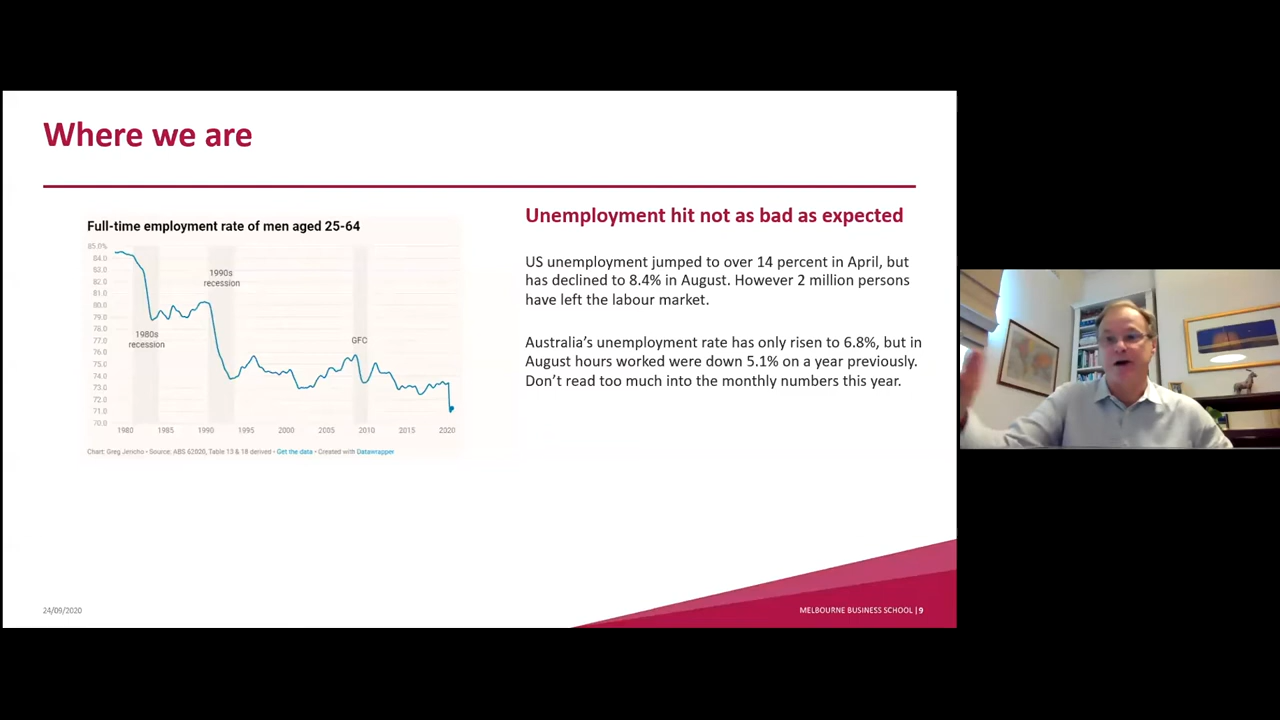 Where we are
Full-time employment rate of men aged 25-64
85.0%
84.0
83.0
82.0
81.0
80.0
79.0
78.0
77.0
76.0
75.0
74.0
73.0
72.0
71.0
70.0
1990s
recession
1980s
recession
GFC
1980 1985 1990 1995 2000 2005 2010 2015 2020
Chart: Greg Jericho • Source: ABS 62020, Table 13 & 18 derived • Get the data • Created with Datawrapper
Unemployment hit not as bad as expected
US unemployment jumped to over 14 percent in April, but
has declined to 8.4% in August. However 2 million persons
have left the labour market.
Australia’s unemployment rate has only risen to 6.8%, but in
August hours worked were down 5.1% on a year previously.
Don’t read too much into the monthly numbers this year.
24/09/2020
MELBOURNE BUSINESS SCHOOL | 9